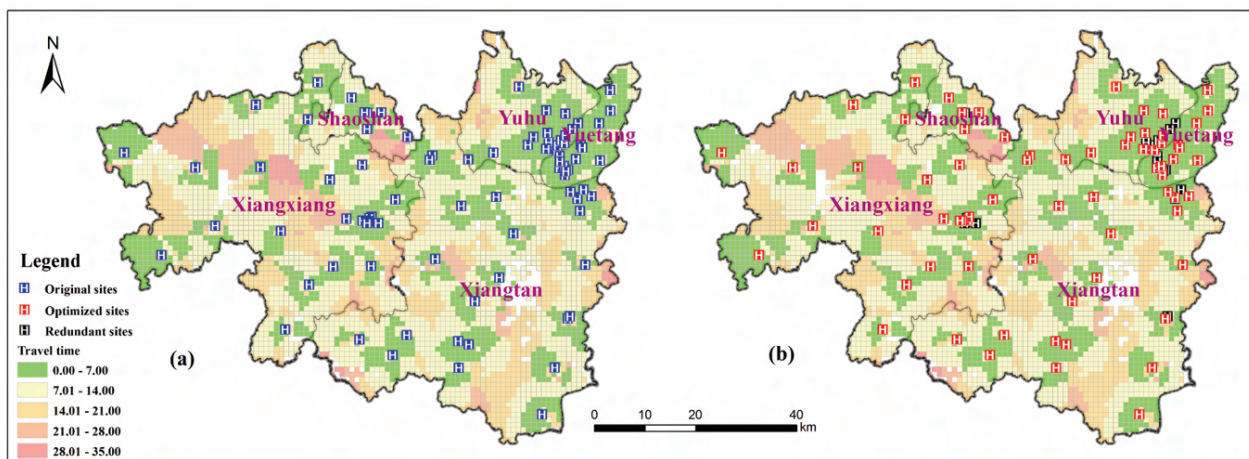 N
Shaoshan
Yuhu
Yuetang
Xiangxiang
Xiangtan
(a)
Legend
H Original sites
H Optimized sites
H Redundant sites
Travel time
0.00 - 7.00
7.01 - 14.00
14.01 - 21.00
21.01 - 28.00
28.01 - 35.00
0 10 20 40
km
Shaoshan
Yuhu
Yuetang
Xiangxiang
Xiangtan
(b)